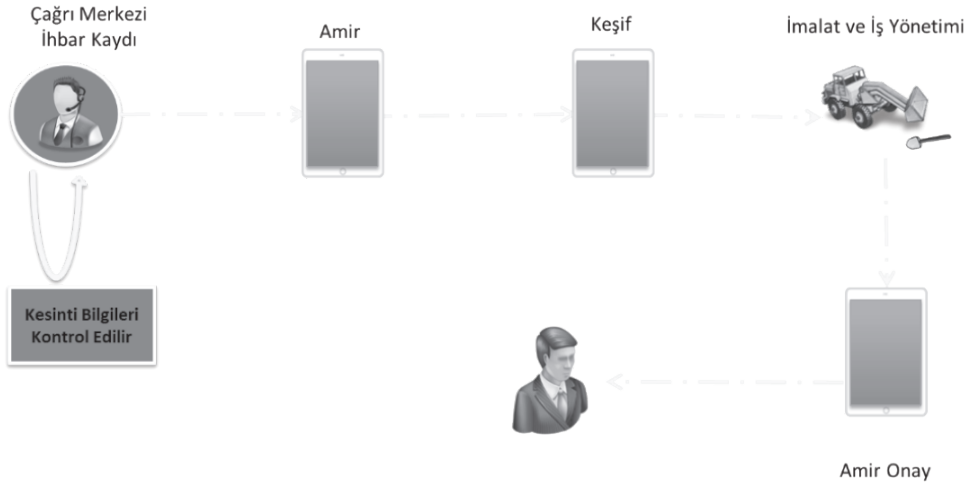 Çağrı Merkezi
İhbar Kaydı
Amir
Keşif
İmalat ve İş Yönetimi
Kesinti Bilgileri
Kontrol Edilir
Amir Onay